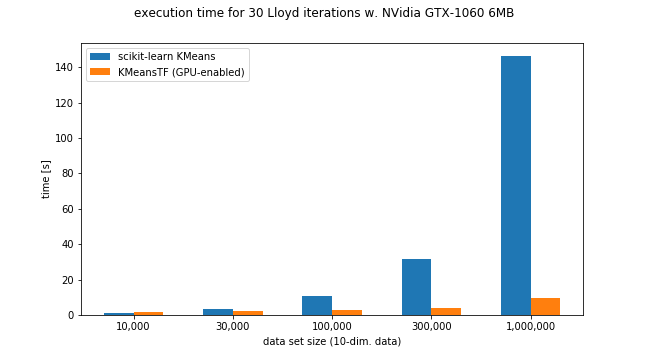 execution time for 30 Lloyd iterations w. NVidia GTX-1060 6MB
scikit-learn KMeans
KMeansTF (GPU-enabled)
time [s]
140
120
100
80
60
40
20
0
10,000 30,000 100,000 300,000 1,000,000
data set size (10-dim. data)